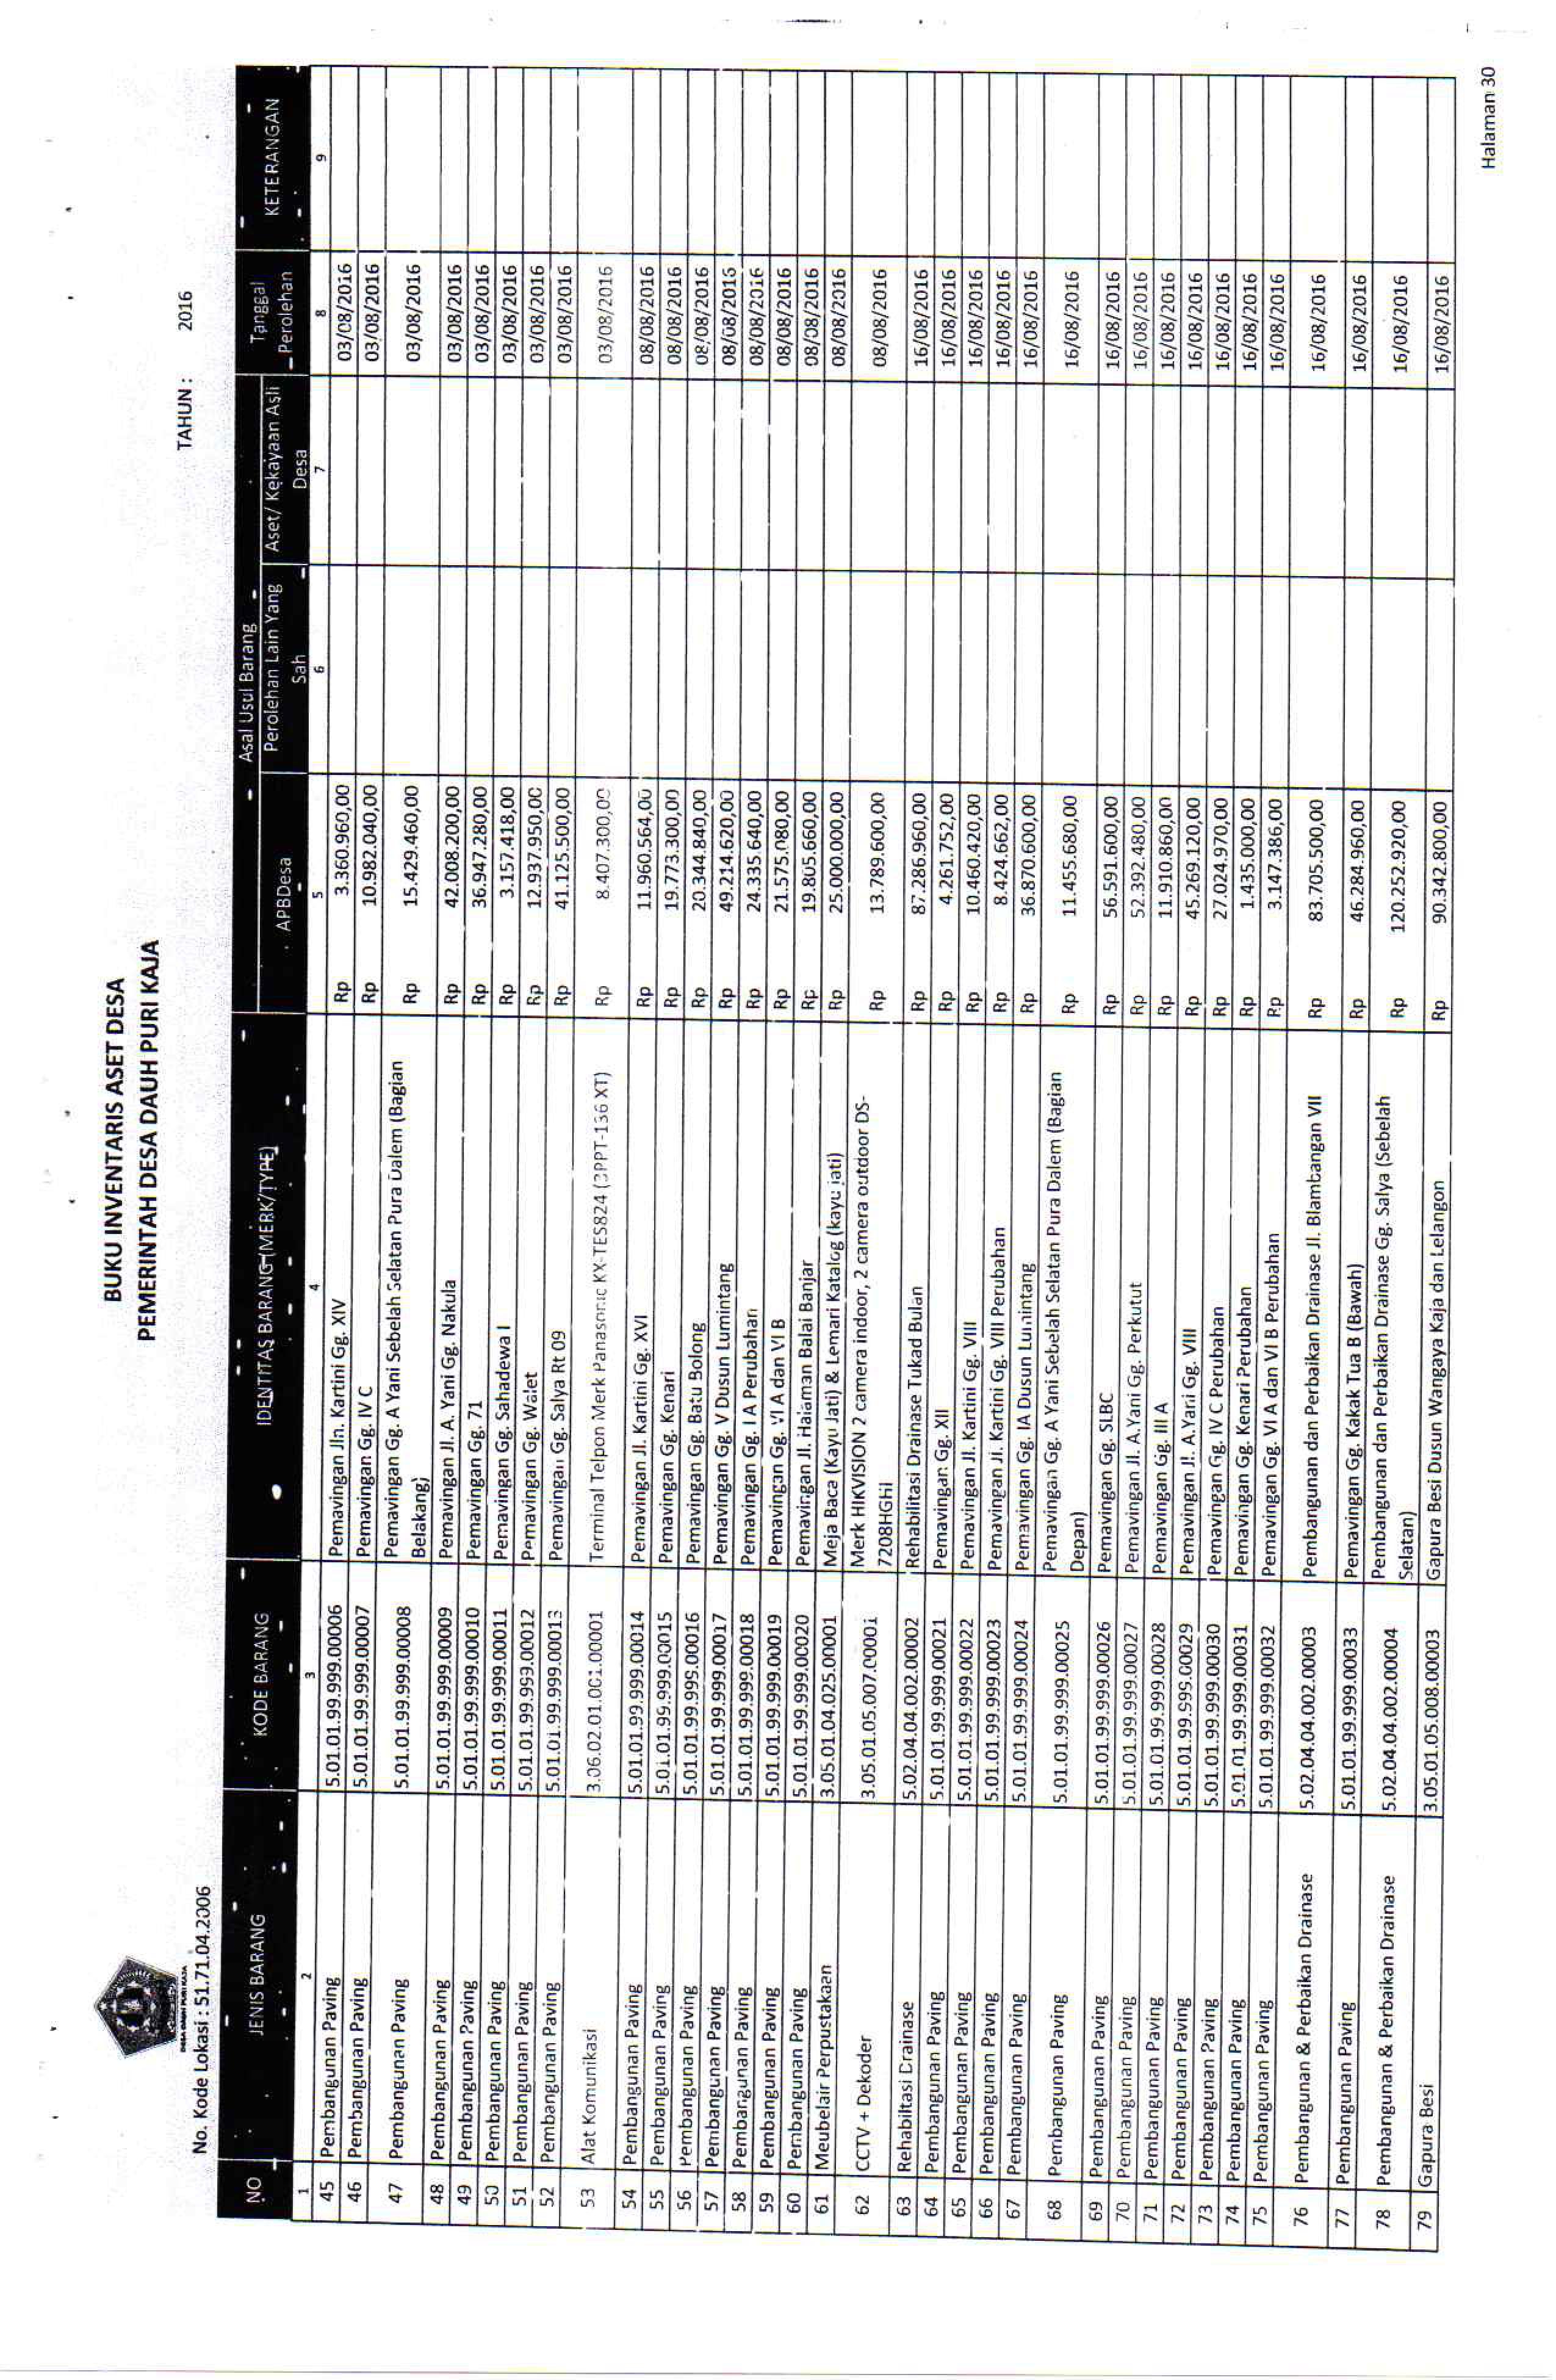 BUKU INVENTARIS ASET DESA
PEMERINTAH DESA DAUH PURI KAJA
DESA DAUH PURI KAJA
No. Kode Lokasi : 51.71.04.2006 TAHUN : 2016
NO JENIS BARANG KODE BARANG IDENTITAS BARANG (MERK/TYPE) Asal Usul Barang Tanggal Perolehan KETERANGAN
APBDesa Perolehan Lain Yang Sah Aset/ Kekayaan Asli Desa
1 2 3 4 5 6 7 8 9
45 Pembangunan Paving 5.01.01.99.999.00006 Pemavingan Jln. Kartini Gg. XIV Rp 3.360.960,00 03/08/2016
46 Pembangunan Paving 5.01.01.99.999.00007 Pemavingan Gg. IV C Rp 10.982.040,00 03/08/2016
47 Pembangunan Paving 5.01.01.99.999.00008 Pemavingan Gg. A Yani Sebelah Selatan Pura Dalem (Bagian
Belakang) Rp 15.429.460,00 03/08/2016
48 Pembangunan Paving 5.01.01.99.999.00009 Pemavingan Jl. A. Yani Gg. Nakula Rp 42.008.200,00 03/08/2016
49 Pembangunan Paving 5.01.01.99.999.00010 Pemavingan Gg. 71 Rp 36.947.280,00 03/08/2016
50 Pembangunan Paving 5.01.01.99.999.00011 Pemavingan Gg. Sahadewa I Rp 3.157.418,00 03/08/2016
51 Pembangunan Paving 5.01.01.99.999.00012 Pemavingan Gg. Walet Rp 12.937.950,00 03/08/2016
52 Pembangunan Paving 5.01.01.99.999.00013 Pemavingan Gg. Salya Rt 09 Rp 41.125.500,00 03/08/2016
53 Alat Komunikasi 3.06.02.01.001.00001 Terminal Telpon Merk Panasonic KX-TES824 Rp 8.407.300,00 03/08/2016
54 Pembangunan Paving 5.01.01.99.999.00014 Pemavingan Jl. Kartini Gg. XVI Rp 11.960.564,00 08/08/2016
55 Pembangunan Paving 5.01.01.99.999.00015 Pemavingan Gg. Kenari Rp 19.773.300,00 08/08/2016
56 Pembangunan Paving 5.01.01.99.999.00016 Pemavingan Gg. Batu Bolong Rp 20.344.840,00 08/08/2016
57 Pembangunan Paving 5.01.01.99.999.00017 Pemavingan Gg. V Dusun Lumintang Rp 49.214.620,00 08/08/2016
58 Pembangunan Paving 5.01.01.99.999.00018 Pemavingan Gg. I A Perubahan Rp 24.335.640,00 08/08/2016
59 Pembangunan Paving 5.01.01.99.999.00019 Pemavingan Gg. VI A dan VI B Rp 21.575.080,00 08/08/2016
60 Pembangunan Paving 5.01.01.99.999.00020 Pemavingan Jl. Halaman Balai Banjar Rp 19.805.660,00 08/08/2016
61 Meubelair Perpustakaan 3.05.01.04.025.00001 Meja Baca (Kayu Jati) & Lemari Katalog (kayu jati) Rp 25.000.000,00 08/08/2016
62 CCTV + Dekoder 3.05.01.05.007.00001 Merk HIKVISION 2 camera indoor, 2 camera outdoor DS-
7208HGHi Rp 13.789.600,00 08/08/2016
63 Rehabiltasi Drainase 5.02.04.04.002.00002 Rehabilitasi Drainase Tukad Bulan Rp 87.286.960,00 16/08/2016
64 Pembangunan Paving 5.01.01.99.999.00021 Pemavingan Gg. XII Rp 4.261.752,00 16/08/2016
65 Pembangunan Paving 5.01.01.99.999.00022 Pemavingan Jl. Kartini Gg. VIII Rp 10.460.420,00 16/08/2016
66 Pembangunan Paving 5.01.01.99.999.00023 Pemavingan Jl. Kartini Gg. VIII Perubahan Rp 8.424.662,00 16/08/2016
67 Pembangunan Paving 5.01.01.99.999.00024 Pemavingan Gg. IA Dusun Lumintang Rp 36.870.600,00 16/08/2016
68 Pembangunan Paving 5.01.01.99.999.00025 Pemavingan Gg. A Yani Sebelah Selatan Pura Dalem (Bagian
Depan) Rp 11.455.680,00 16/08/2016
69 Pembangunan Paving 5.01.01.99.999.00026 Pemavingan Gg. SLBC Rp 56.591.600,00 16/08/2016
70 Pembangunan Paving 5.01.01.99.999.00027 Pemavingan Jl. A.Yani Gg. Perkutut Rp 52.392.480,00 16/08/2016
71 Pembangunan Paving 5.01.01.99.999.00028 Pemavingan Gg. III A Rp 11.910.860,00 16/08/2016
72 Pembangunan Paving 5.01.01.99.999.00029 Pemavingan Jl. A.Yani Gg. VIII Rp 45.269.120,00 16/08/2016
73 Pembangunan Paving 5.01.01.99.999.00030 Pemavingan Gg. IV C Perubahan Rp 27.024.970,00 16/08/2016
74 Pembangunan Paving 5.01.01.99.999.00031 Pemavingan Gg. Kenari Perubahan Rp 1.435.000,00 16/08/2016
75 Pembangunan Paving 5.01.01.99.999.00032 Pemavingan Gg. VI A dan VI B Perubahan Rp 3.147.386,00 16/08/2016
76 Pembangunan & Perbaikan Drainase 5.02.04.04.002.00003 Pembangunan dan Perbaikan Drainase Jl. Blambangan VII Rp 83.705.500,00 16/08/2016
77 Pembangunan Paving 5.01.01.99.999.00033 Pemavingan Gg. Kakak Tua B (Bawah) Rp 46.284.960,00 16/08/2016
78 Pembangunan & Perbaikan Drainase 5.02.04.04.002.00004 Pembangunan dan Perbaikan Drainase Gg. Salya (Sebelah
Selatan) Rp 120.252.920,00 16/08/2016
79 Gapura Besi 3.05.01.05.008.00003 Gapura Besi Dusun Wangaya Kaja dan Lelangon Rp 90.342.800,00 16/08/2016
Halaman 30